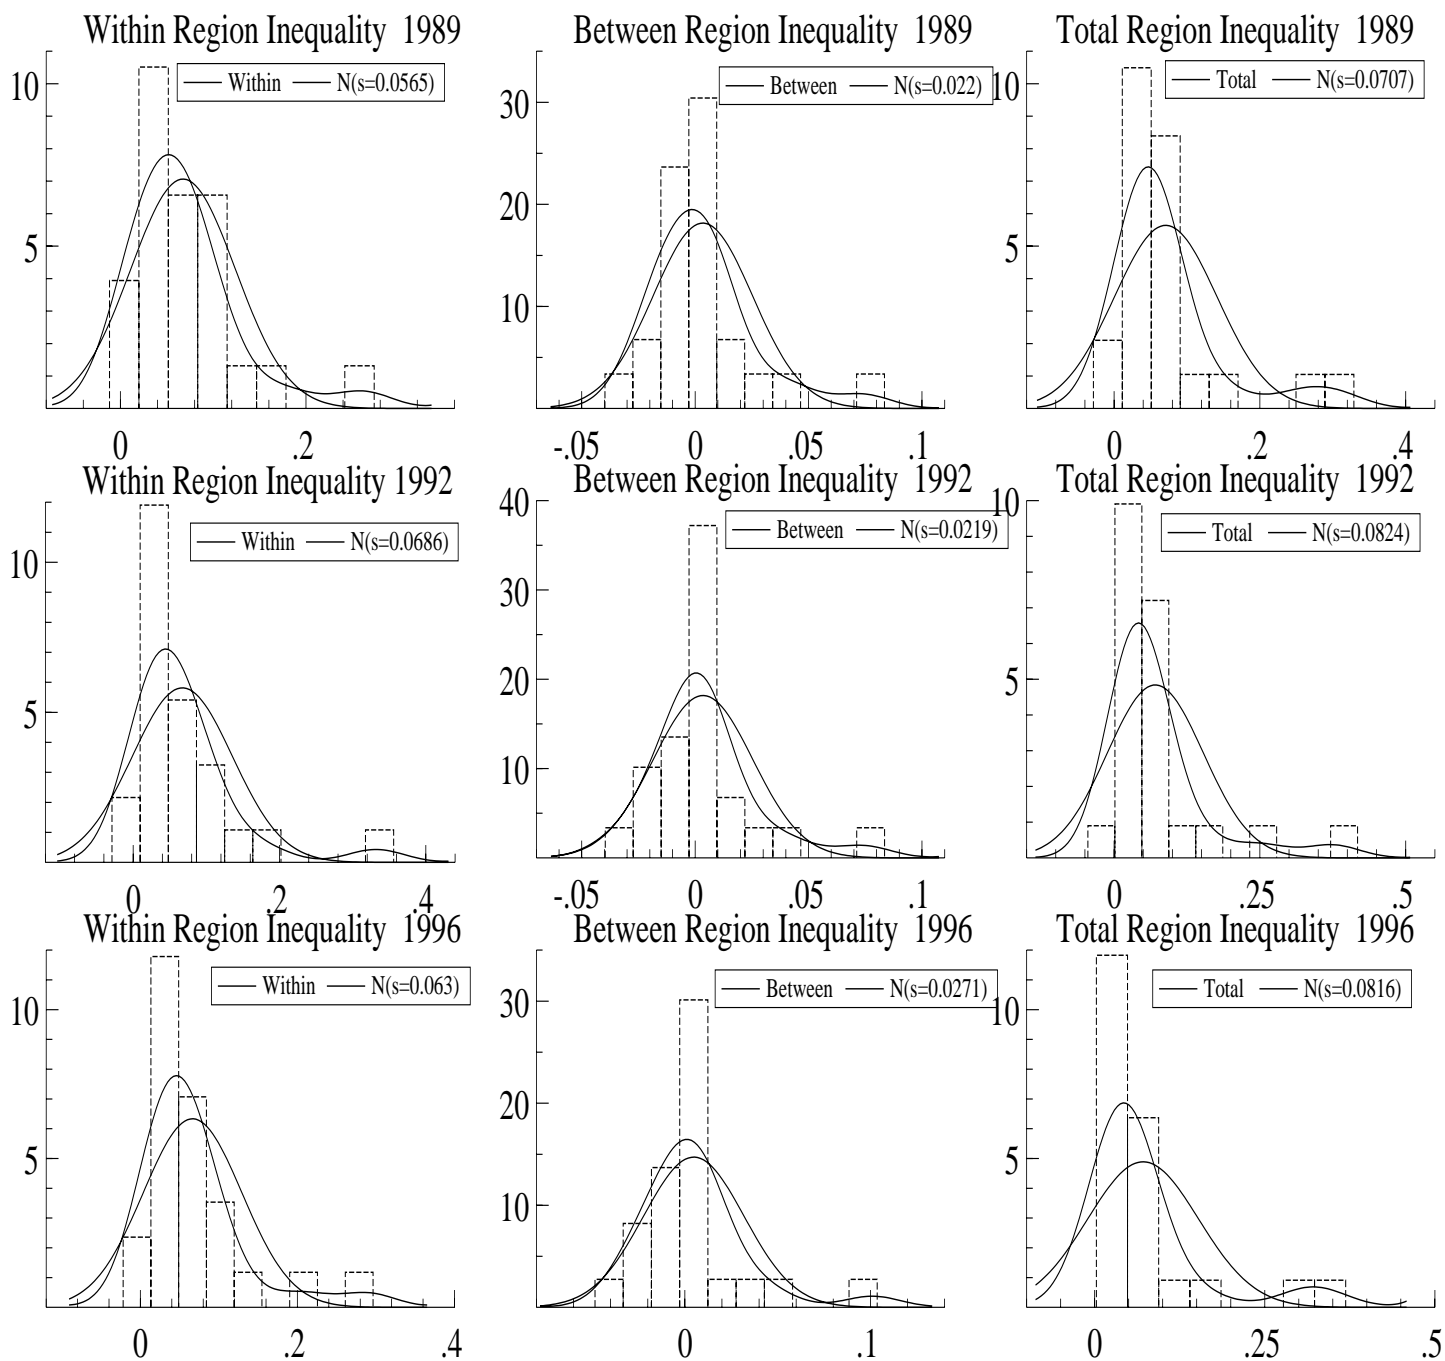 Within Region Inequality 1989
Within N(s=0.0565)
10
5
0 .2
Between Region Inequality 1989
Between N(s=0.022)
30
20
10
-.05 0 .05 .1
Total Region Inequality 1989
Total N(s=0.0707)
10
5
0 .2 .4
Within Region Inequality 1992
Within N(s=0.0686)
10
5
0 .2 .4
Between Region Inequality 1992
Between N(s=0.0219)
40
30
20
10
-.05 0 .05 .1
Total Region Inequality 1992
Total N(s=0.0824)
10
5
0 .25 .5
Within Region Inequality 1996
Within N(s=0.063)
10
5
0 .2 .4
Between Region Inequality 1996
Between N(s=0.0271)
30
20
10
0 .1
Total Region Inequality 1996
Total N(s=0.0816)
10
5
0 .25 .5